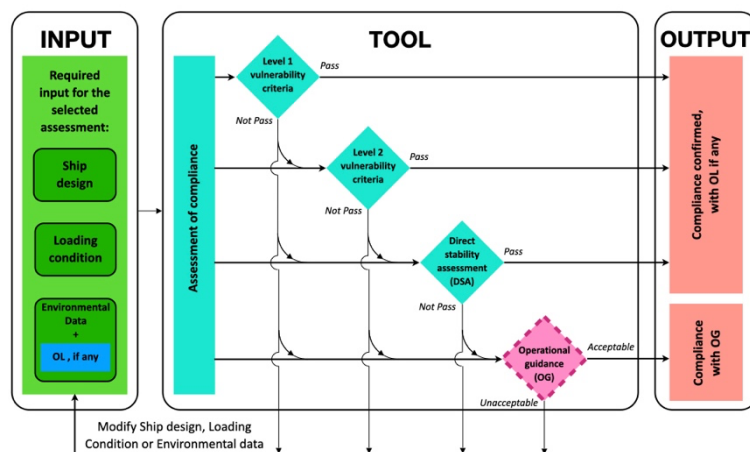 INPUT
Required
input for the
selected
assessment:
Ship
design
Loading
condition
Environmental
Data
+
OL , if any
TOOL
Assessment of compliance
Level 1
vulnerability
criteria
Pass
Not Pass
Level 2
vulnerability
criteria
Pass
Not Pass
Direct
stability
assessment
(DSA)
Pass
Not Pass
Operational
guidance
(OG)
Acceptable
Unacceptable
OUTPUT
Compliance confirmed,
with OL if any
Compliance
with OG
Modify Ship design, Loading
Condition or Environmental data